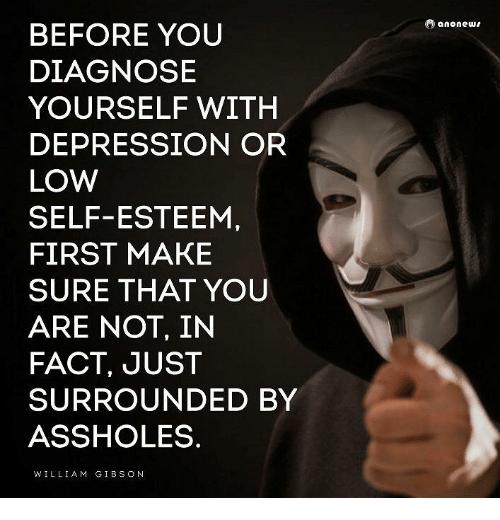 anonews
BEFORE YOU
DIAGNOSE
YOURSELF WITH
DEPRESSION OR
LOW
SELF-ESTEEM,
FIRST MAKE
SURE THAT YOU
ARE NOT, IN
FACT, JUST
SURROUNDED BY
ASSHOLES.
WILLIAM GIBSON